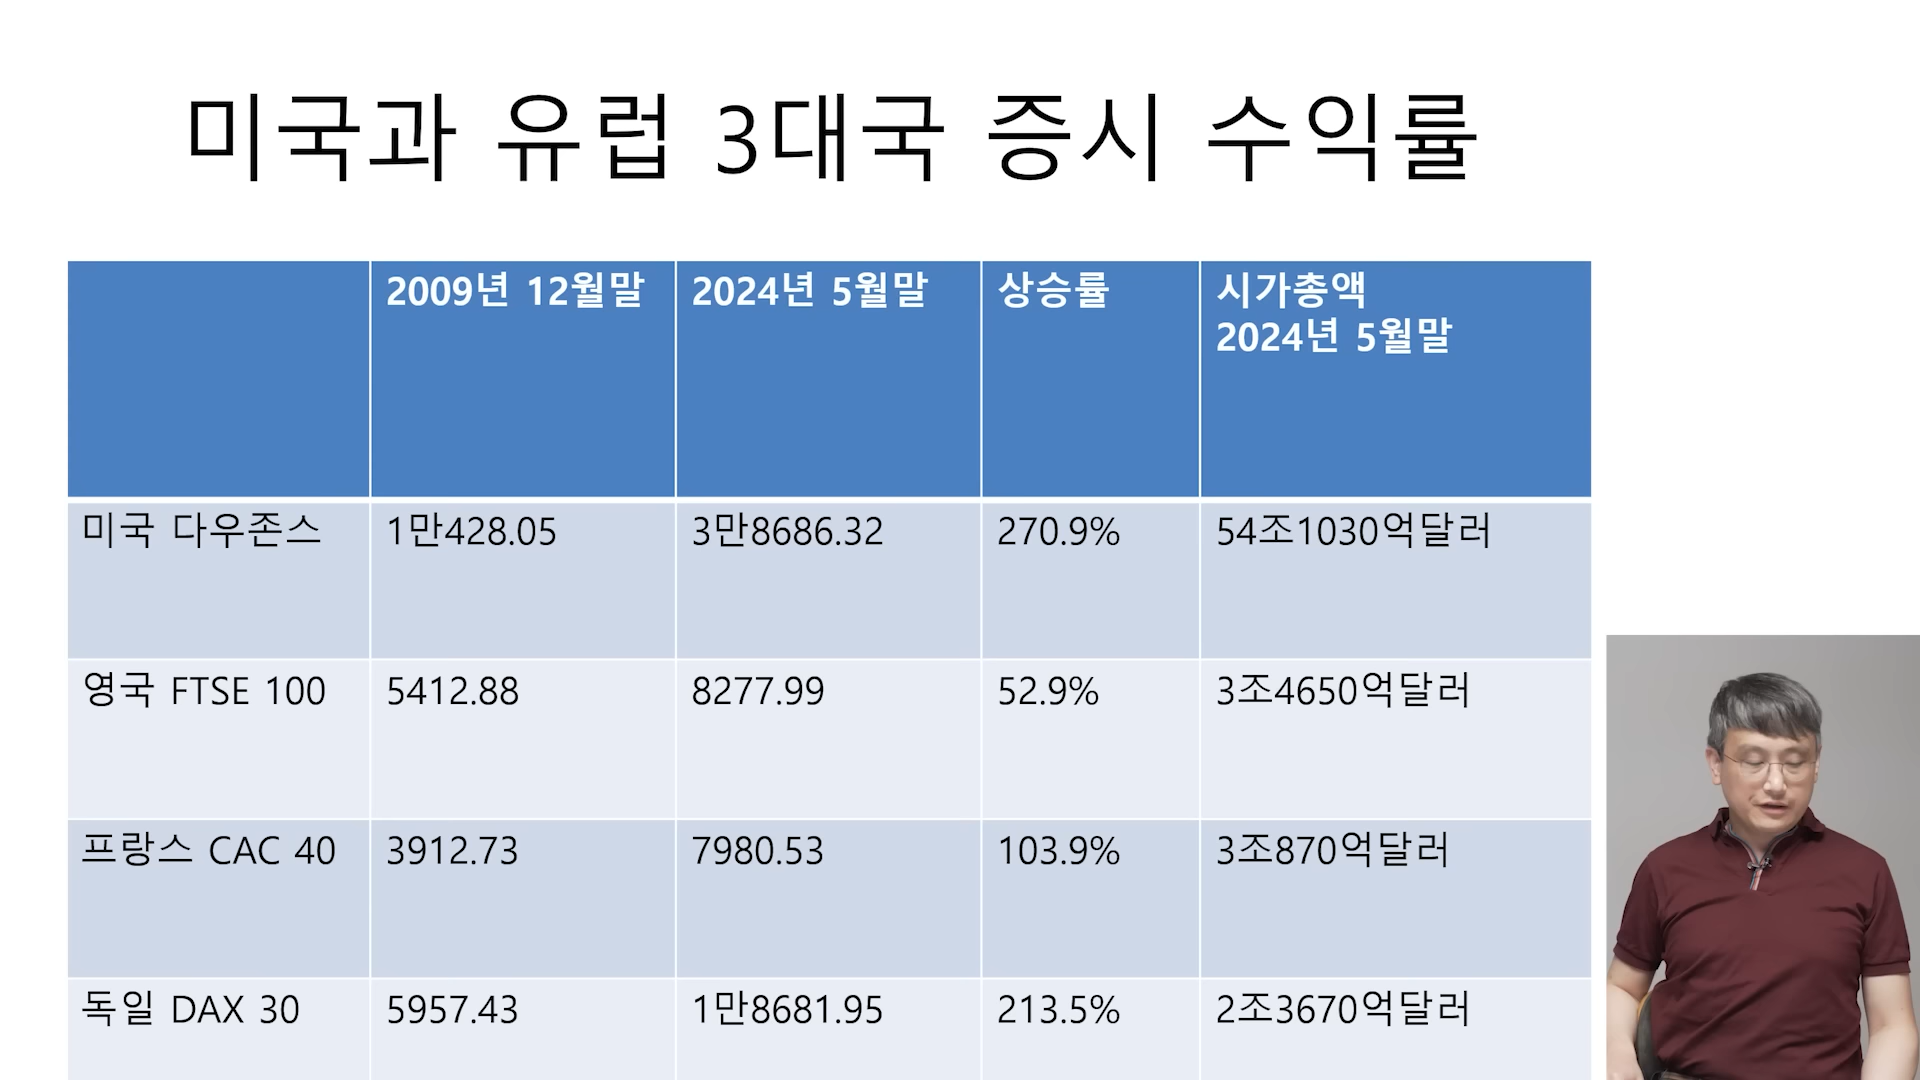 미국과 유럽 3대국 증시 수익률
2009년 12월말 2024년 5월말 상승률 시가총액
2024년 5월말
미국 다우존스 1만428.05 3만8686.32 270.9% 54조1030억달러
영국 FTSE 100 5412.88 8277.99 52.9% 3조4650억달러
프랑스 CAC 40 3912.73 7980.53 103.9% 3조870억달러
독일 DAX 30 5957.43 1만8681.95 213.5% 2조3670억달러